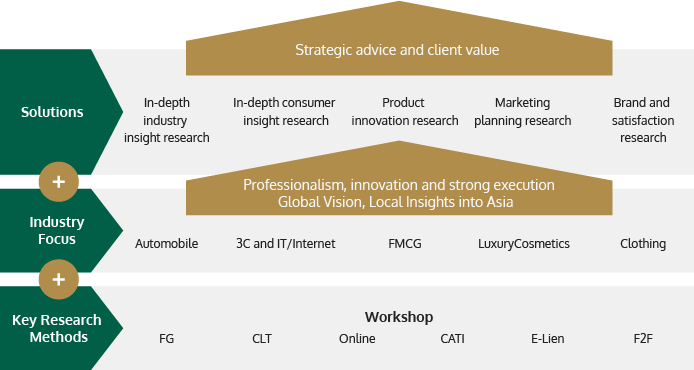 Strategic advice and client value
Solutions
In-depth
industry
insight research
In-depth consumer
insight research
Product
innovation research
Marketing
planning research
Brand and
satisfaction
research
+
Professionalism, innovation and strong execution
Global Vision, Local Insights into Asia
Industry
Focus
Automobile
3C and IT/Internet
FMCG
LuxuryCosmetics
Clothing
+
Key Research
Methods
Workshop
FG
CLT
Online
CATI
E-Lien
F2F